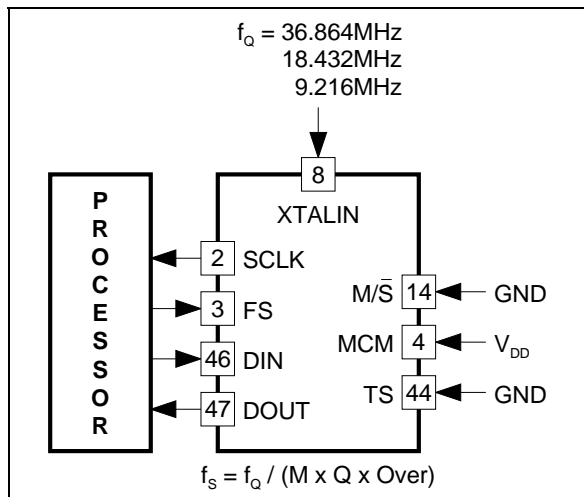 f_Q = 36.864MHz
18.432MHz
9.216MHz
8
XTALIN
PROCESSOR
2 SCLK
3 FS
46 DIN
47 DOUT
M/S̅ 14 GND
MCM 4 V_DD
TS 44 GND
f_S = f_Q / (M x Q x Over)